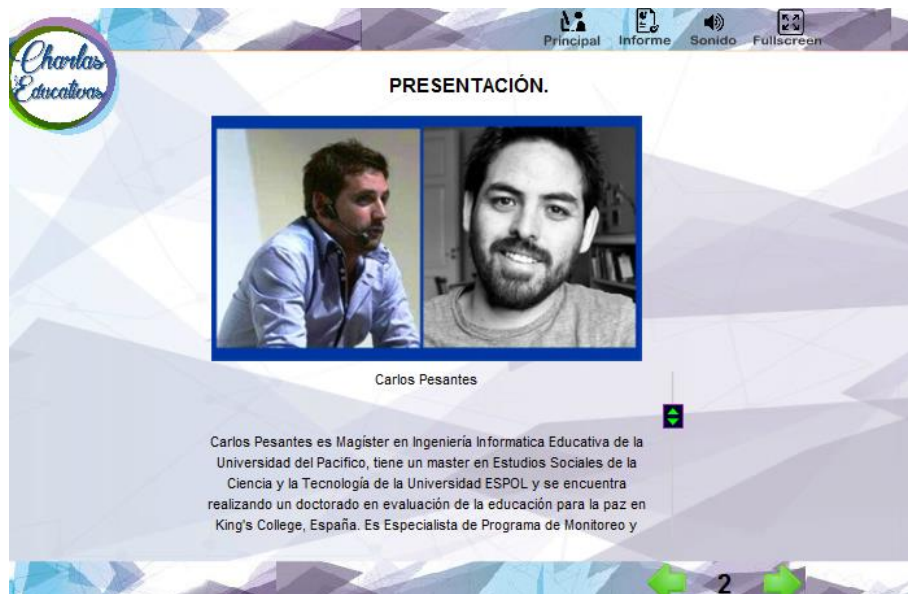 Principal Informe Sonido Fullscreen
Charlas
Educativas
PRESENTACIÓN.
Carlos Pesantes
Carlos Pesantes es Magíster en Ingeniería Informatica Educativa de la
Universidad del Pacifico, tiene un master en Estudios Sociales de la
Ciencia y la Tecnología de la Universidad ESPOL y se encuentra
realizando un doctorado en evaluación de la educación para la paz en
King's College, España. Es Especialista de Programa de Monitoreo y
2